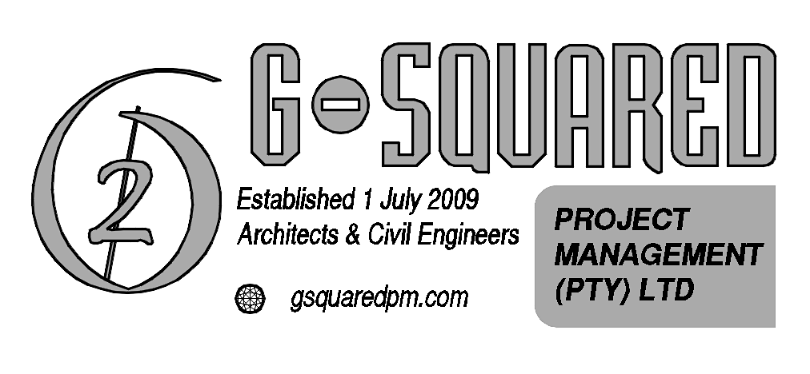 G-SQUARED
2
Established 1 July 2009
Architects & Civil Engineers
PROJECT
MANAGEMENT
(PTY) LTD
gsquaredpm.com